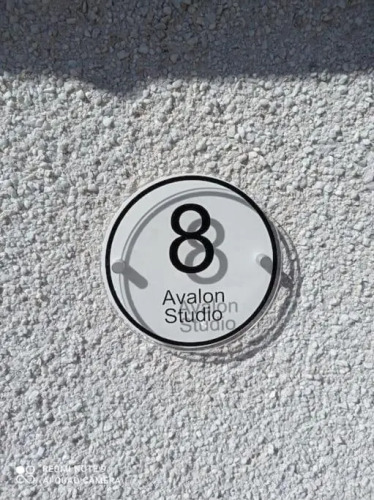 8
Avalon
Studio
REDMI NOTE 9
AI QUAD CAMERA